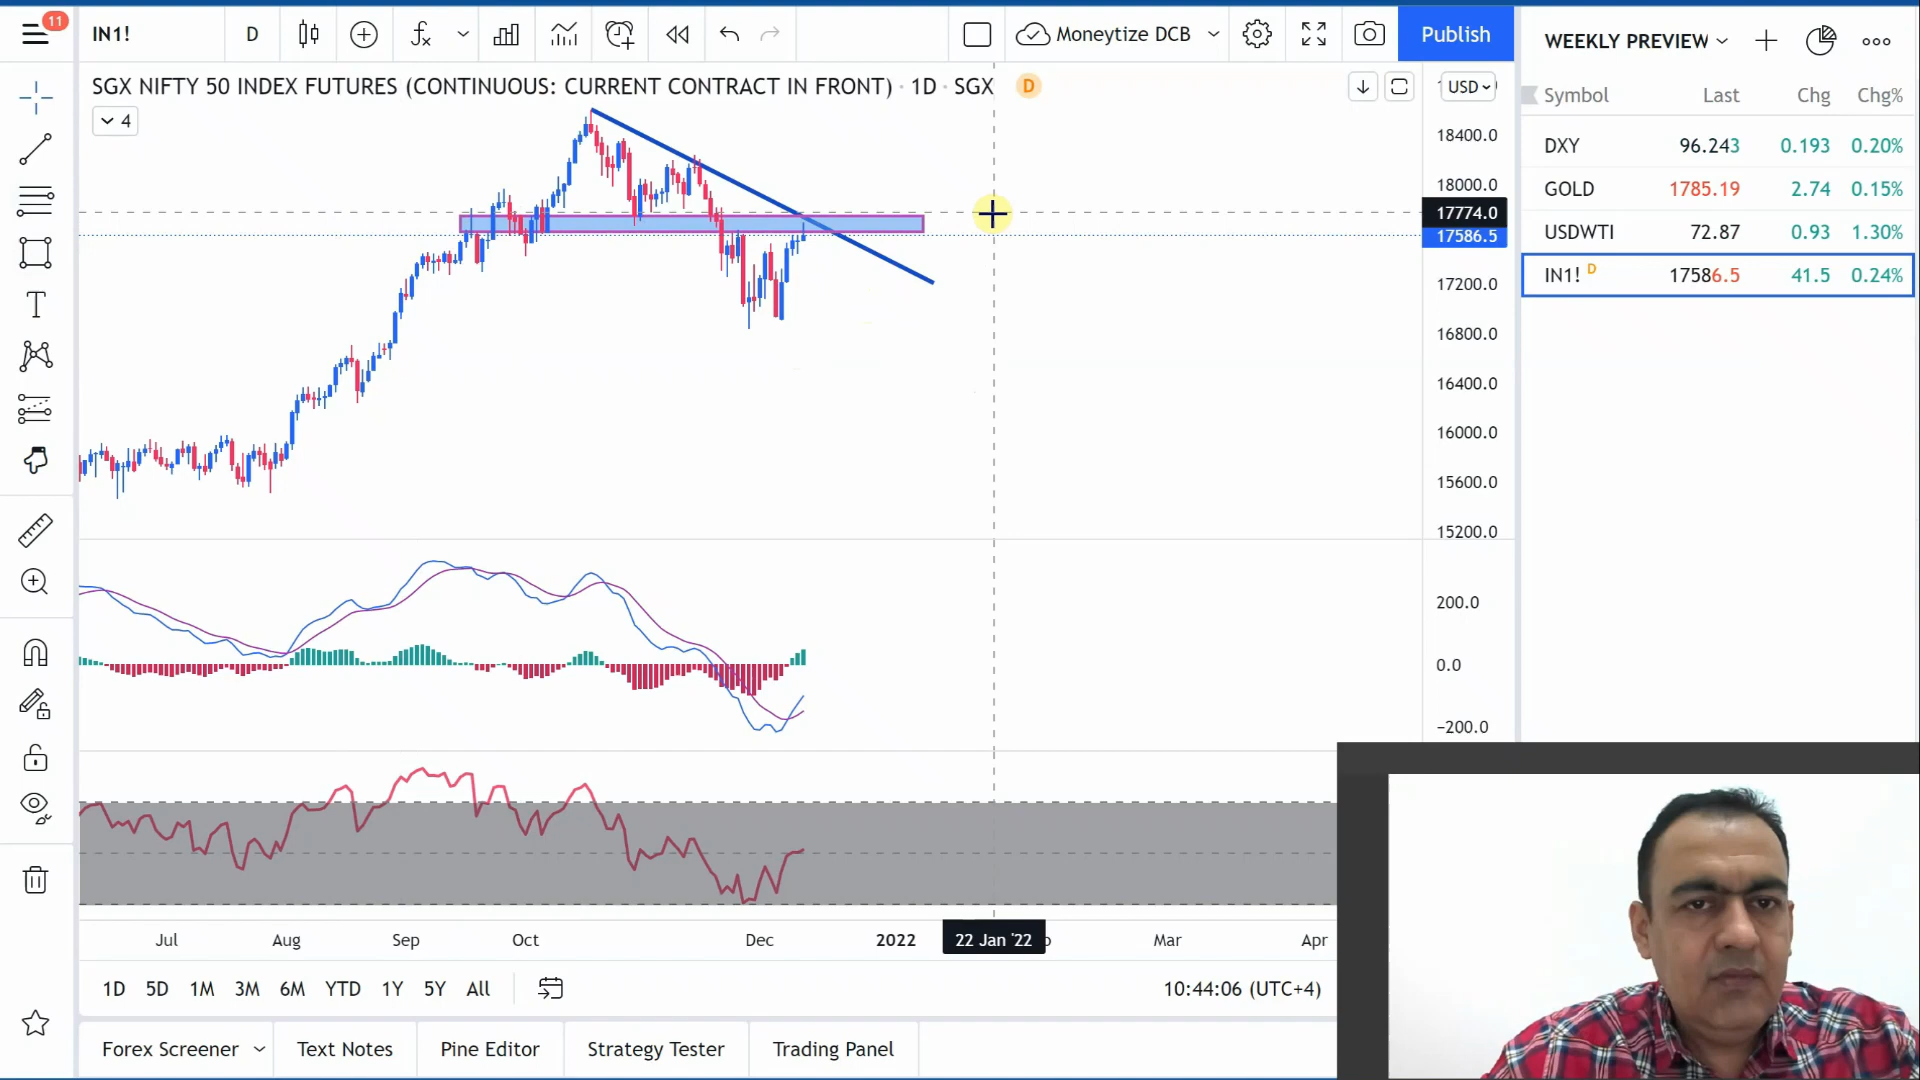 11
IN1!
D
Moneytize DCB
Publish
WEEKLY PREVIEW
SGX NIFTY 50 INDEX FUTURES (CONTINUOUS: CURRENT CONTRACT IN FRONT) · 1D · SGX
D
USD
4
Symbol Last Chg Chg%
DXY 96.243 0.193 0.20%
GOLD 1785.19 2.74 0.15%
USDWTI 72.87 0.93 1.30%
IN1! D 17586.5 41.5 0.24%
18400.0
18000.0
17774.0
17586.5
17200.0
16800.0
16400.0
16000.0
15600.0
15200.0
200.0
0.0
−200.0
Jul Aug Sep Oct Dec 2022 22 Jan '22 Mar Apr
1D 5D 1M 3M 6M YTD 1Y 5Y All
10:44:06 (UTC+4)
Forex Screener Text Notes Pine Editor Strategy Tester Trading Panel